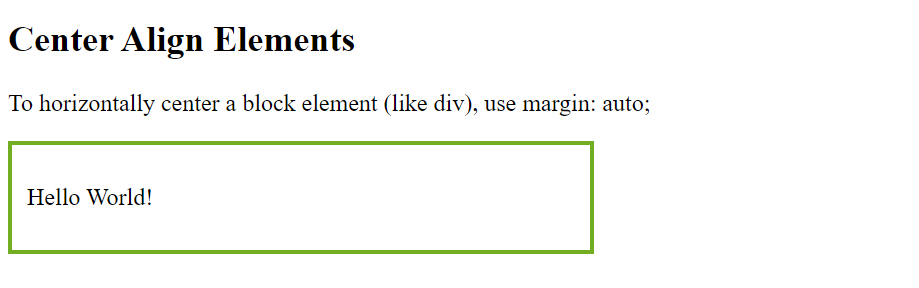 Center Align Elements
To horizontally center a block element (like div), use margin: auto;
Hello World!